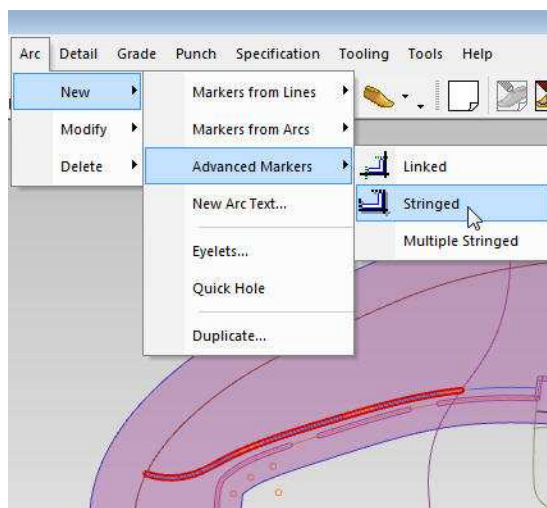 Arc Detail Grade Punch Specification Tooling Tools Help
New
Modify
Delete
Markers from Lines
Markers from Arcs
Advanced Markers
New Arc Text...
Eyelets...
Quick Hole
Duplicate...
Linked
Stringed
Multiple Stringed